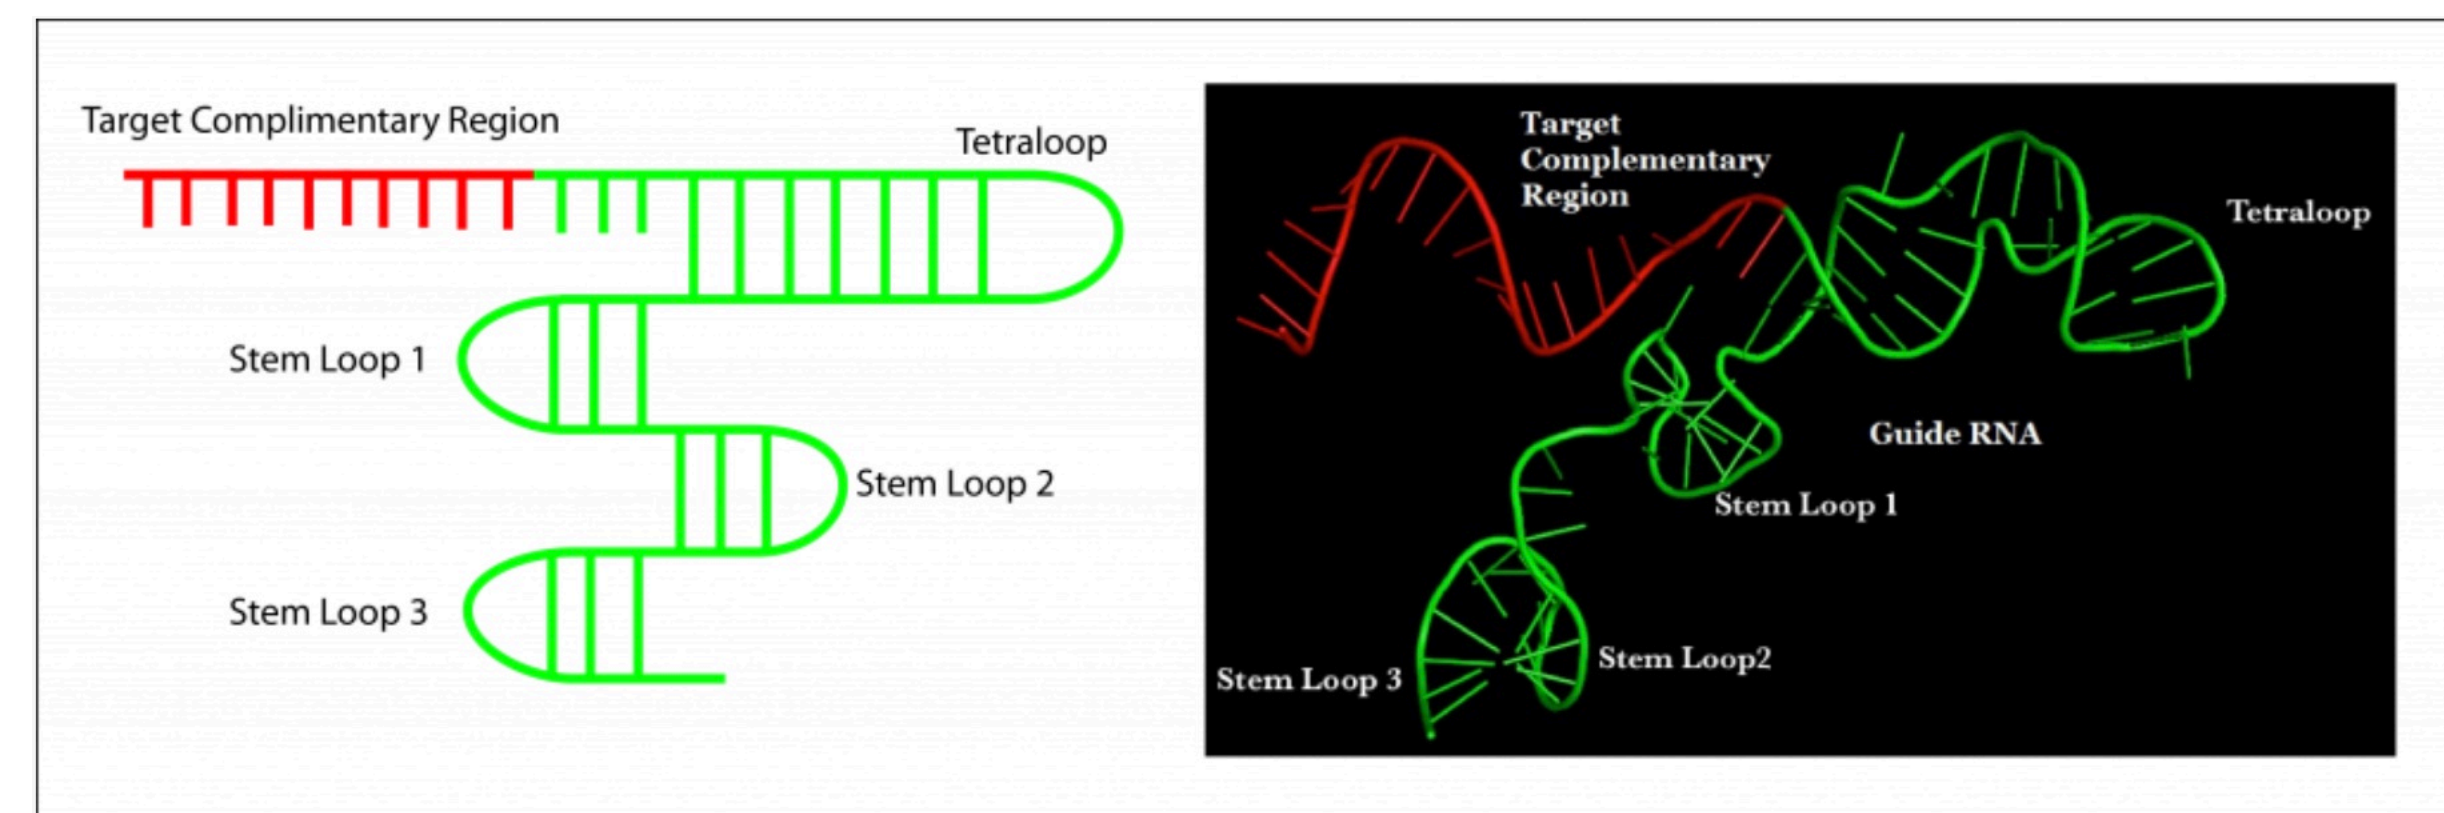 Target Complimentary Region
Tetraloop
Stem Loop 1
Stem Loop 2
Stem Loop 3
Target
Complementary
Region
Tetraloop
Guide RNA
Stem Loop 1
Stem Loop2
Stem Loop 3